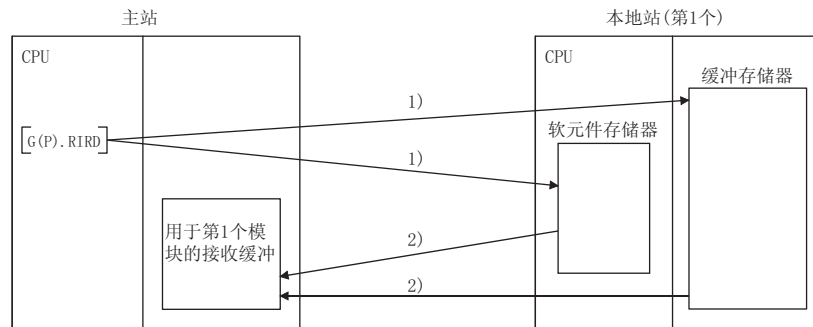 主站
本地站(第1个)
CPU
CPU
缓冲存储器
1)
G(P).RIRD
软元件存储器
1)
用于第1个模
块的接收缓冲
2)
2)